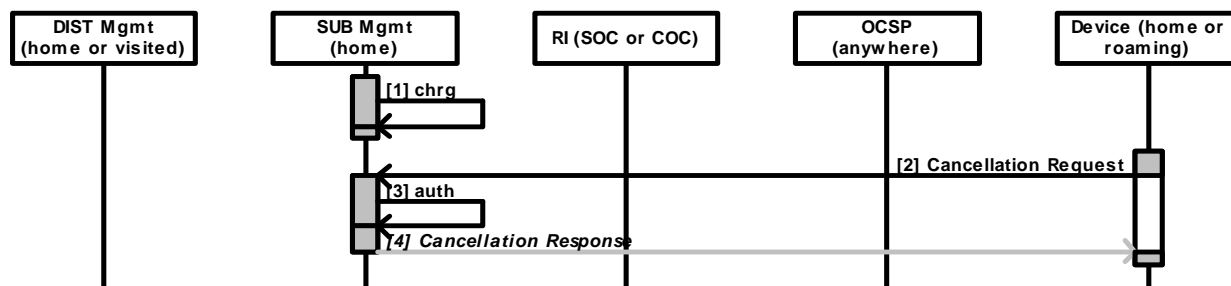 DIST Mgmt
(home or visited)
SUB Mgmt
(home)
RI (SOC or COC)
OCSP
(anywhere)
Device (home or
roaming)
[1] chrg
[2] Cancellation Request
[3] auth
[4] Cancellation Response